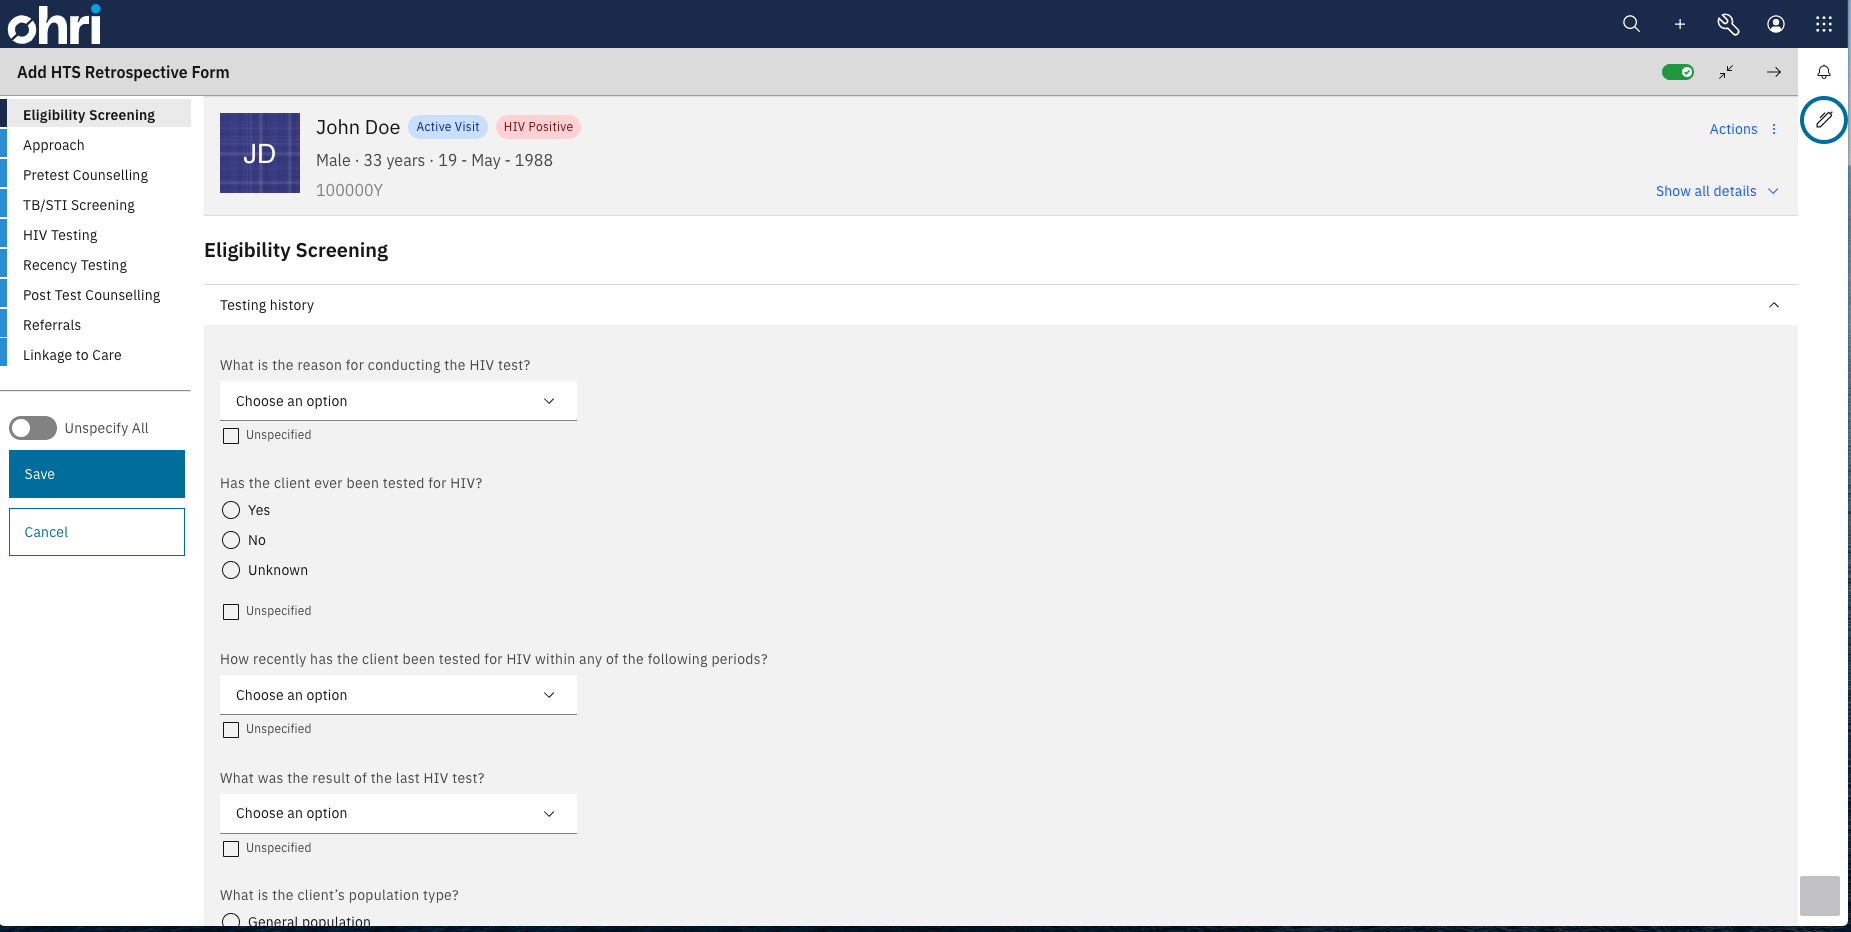 ohri
Add HTS Retrospective Form
Eligibility Screening
Approach
Pretest Counselling
TB/STI Screening
HIV Testing
Recency Testing
Post Test Counselling
Referrals
Linkage to Care
Unspecify All
Save
Cancel
JD
John Doe Active Visit HIV Positive
Male · 33 years · 19 - May - 1988
100000Y
Actions
Show all details
Eligibility Screening
Testing history
What is the reason for conducting the HIV test?
Choose an option
Unspecified
Has the client ever been tested for HIV?
Yes
No
Unknown
Unspecified
How recently has the client been tested for HIV within any of the following periods?
Choose an option
Unspecified
What was the result of the last HIV test?
Choose an option
Unspecified
What is the client’s population type?
General population